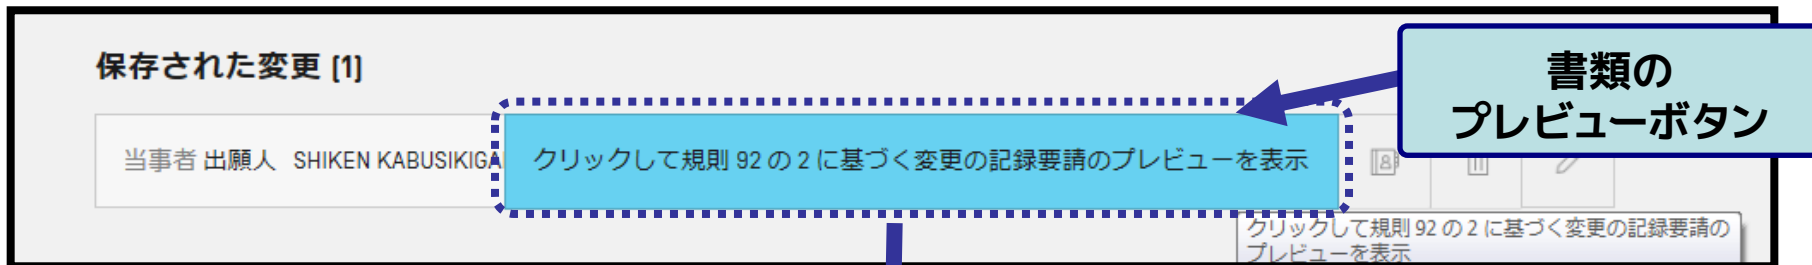 保存された変更 [1]
書類の
プレビューボタン
当事者 出願人 SHIKEN KABUSIKIGA
クリックして規則 92 の 2 に基づく変更の記録要請のプレビューを表示
クリックして規則 92 の 2 に基づく変更の記録要請の
プレビューを表示